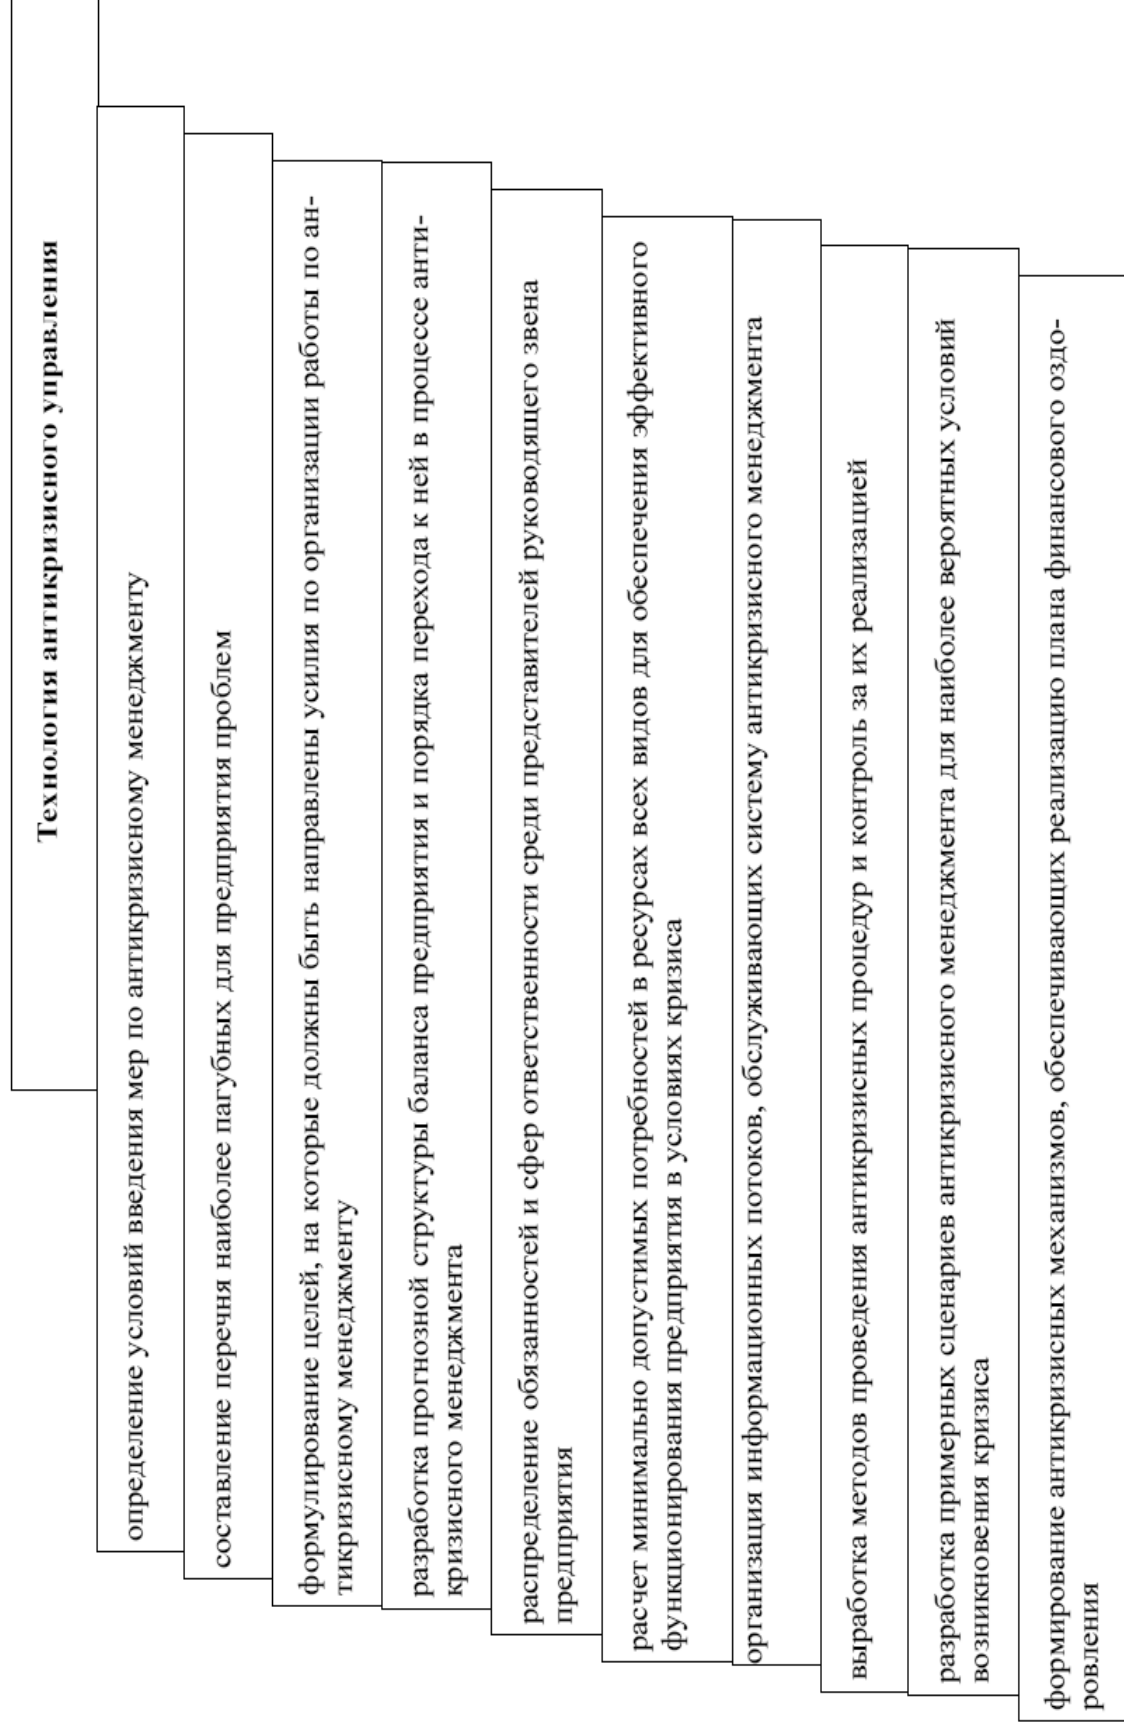 Технология антикризисного управления
определение условий введения мер по антикризисному менеджменту
составление перечня наиболее пагубных для предприятия проблем
формулирование целей, на которые должны быть направлены усилия по организации работы по ан-
тикризисному менеджменту
разработка прогнозной структуры баланса предприятия и порядка перехода к ней в процессе анти-
кризисного менеджмента
распределение обязанностей и сфер ответственности среди представителей руководящего звена
предприятия
расчет минимально допустимых потребностей в ресурсах всех видов для обеспечения эффективного
функционирования предприятия в условиях кризиса
организация информационных потоков, обслуживающих систему антикризисного менеджмента
выработка методов проведения антикризисных процедур и контроль за их реализацией
разработка примерных сценариев антикризисного менеджмента для наиболее вероятных условий
возникновения кризиса
формирование антикризисных механизмов, обеспечивающих реализацию плана финансового оздо-
ровления